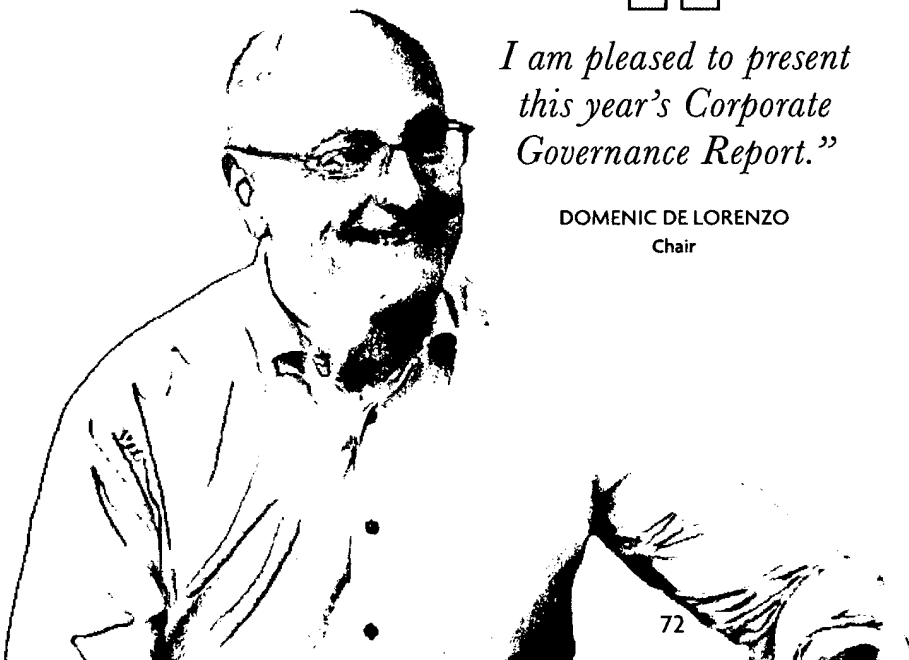 I am pleased to present
this year's Corporate
Governance Report.”
DOMENIC DE LORENZO
Chair
72